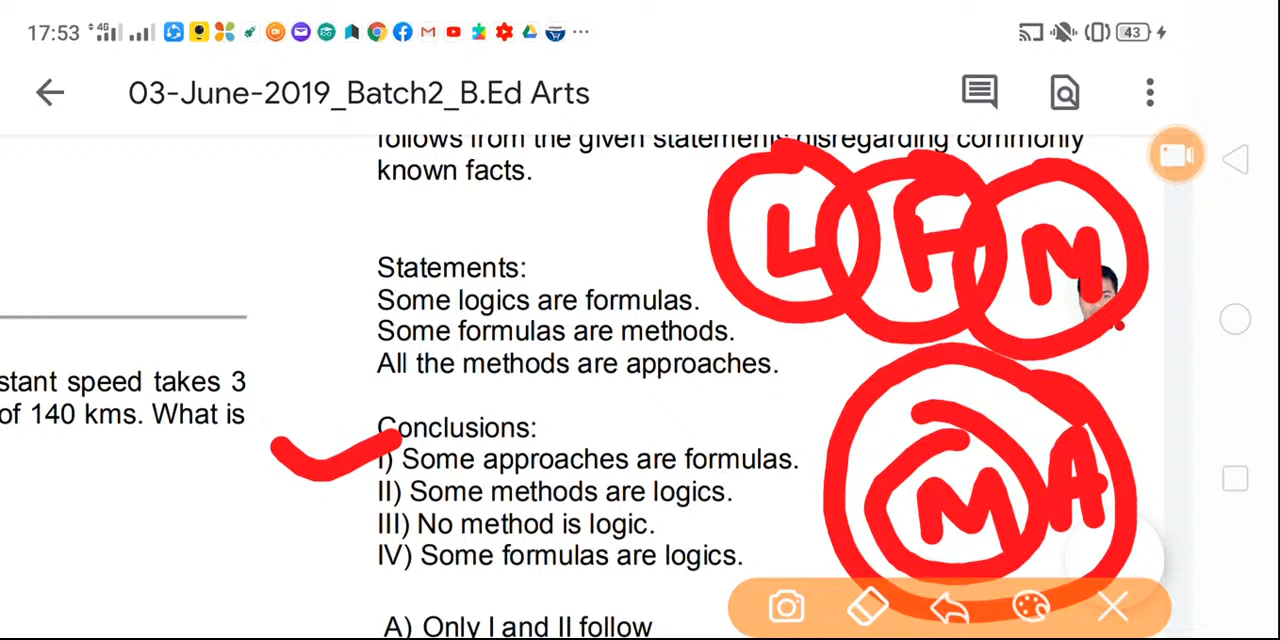 17:53 4G 43
03-June-2019_Batch2_B.Ed Arts
follows from the given statements disregarding commonly
known facts.
L F M
Statements:
Some logics are formulas.
Some formulas are methods.
All the methods are approaches.
stant speed takes 3
of 140 kms. What is
Conclusions:
I) Some approaches are formulas.
II) Some methods are logics.
III) No method is logic.
IV) Some formulas are logics.
M A
A) Only I and II follow